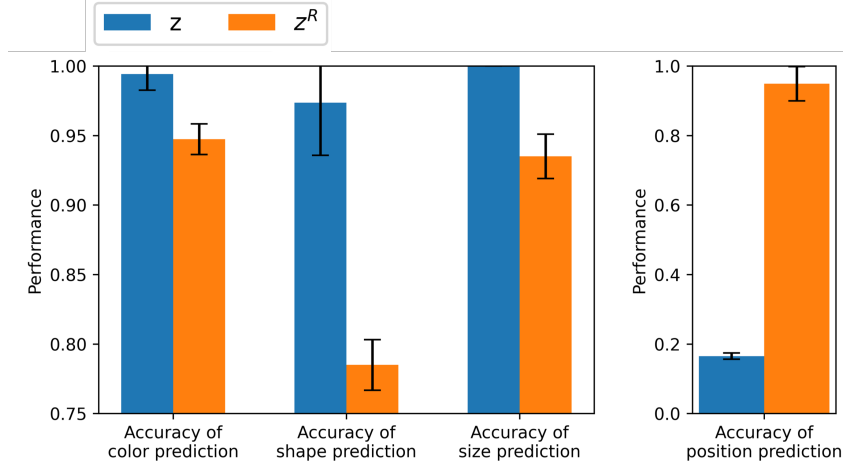 z z^R
Performance
1.00
0.95
0.90
0.85
0.80
0.75
Accuracy of
color prediction
Accuracy of
shape prediction
Accuracy of
size prediction
Performance
1.0
0.8
0.6
0.4
0.2
0.0
Accuracy of
position prediction